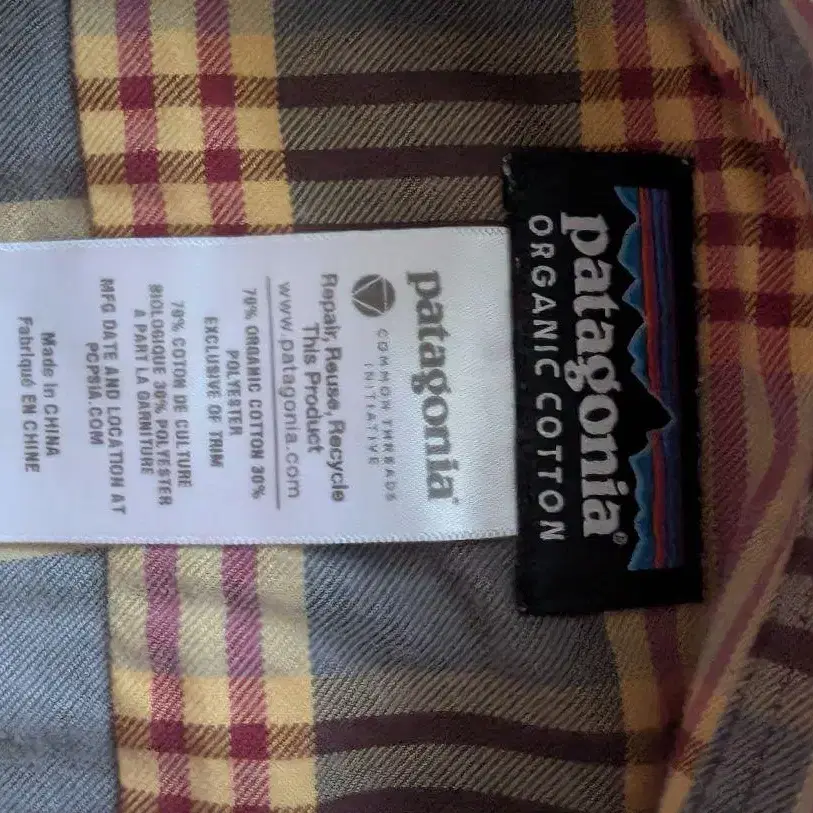 patagonia®
ORGANIC COTTON
patagonia®
COMMON THREADS
INITIATIVE
Repair, Reuse, Recycle
This Product
www.patagonia.com
70% ORGANIC COTTON 30%
POLYESTER
EXCLUSIVE OF TRIM
70% COTON DE CULTURE
BIOLOGIQUE 30% POLYESTER
À PART LA GARNITURE
MFG DATE AND LOCATION AT
PCPSIA.COM
Made in CHINA
Fabriqué EN CHINE